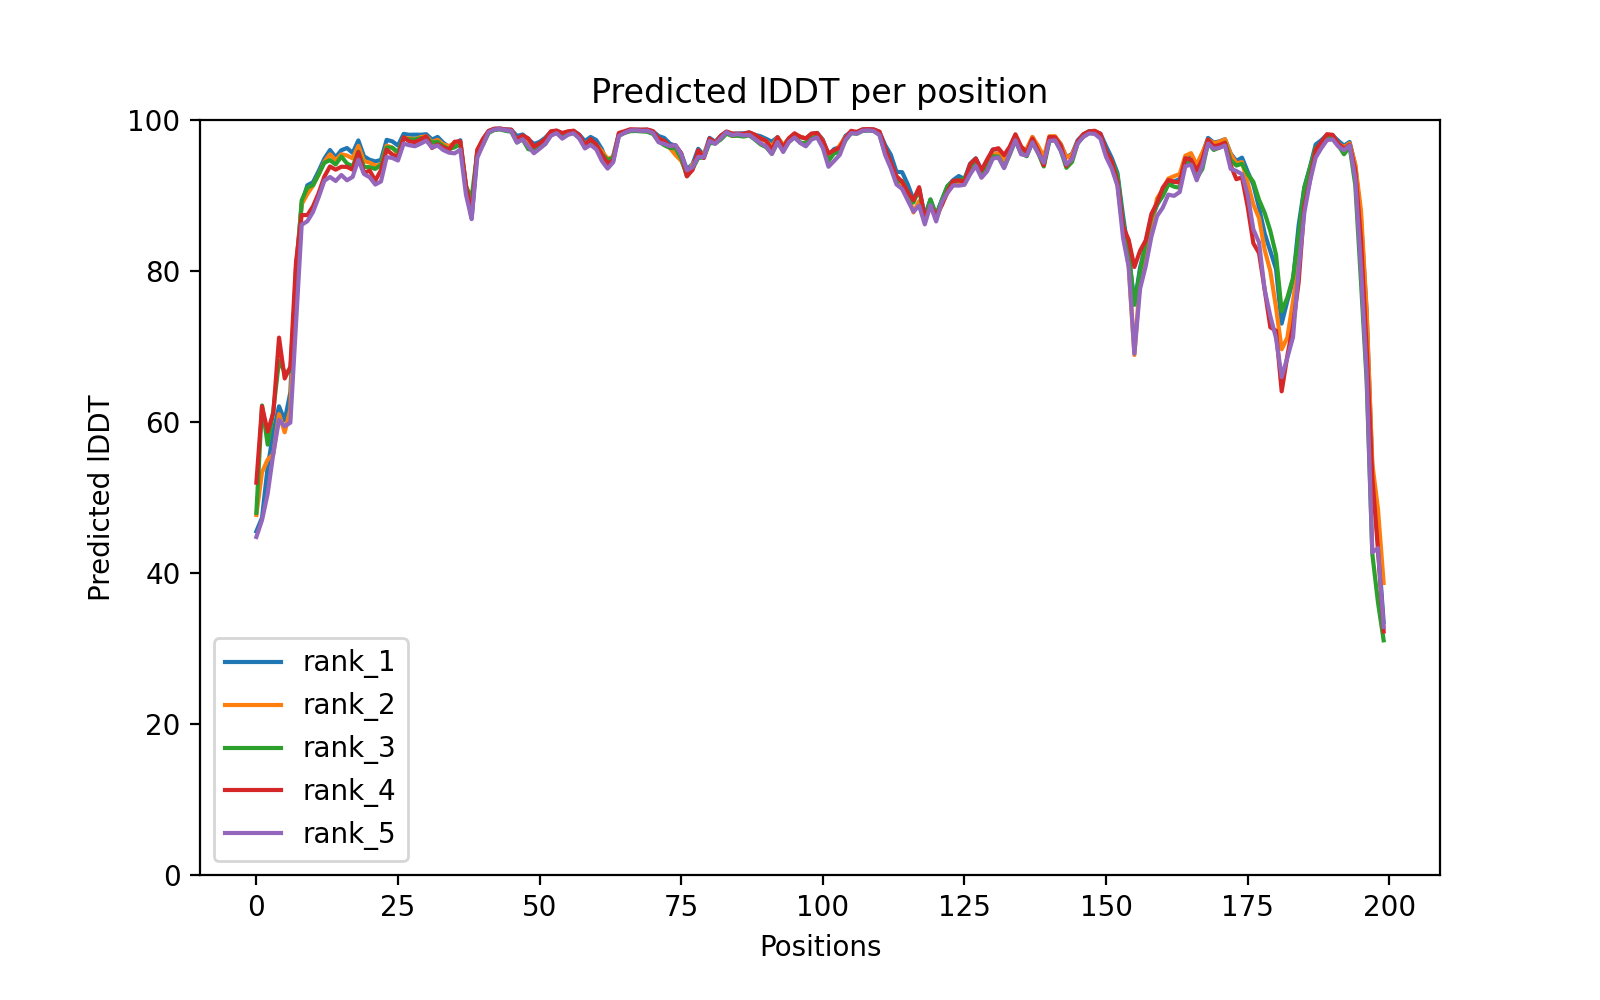 Predicted lDDT per position
100
80
60
40
20
0
Predicted lDDT
rank_1
rank_2
rank_3
rank_4
rank_5
0 25 50 75 100 125 150 175 200
Positions